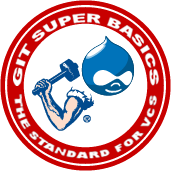 GIT SUPER BASICS
THE STANDARD FOR VCS
®